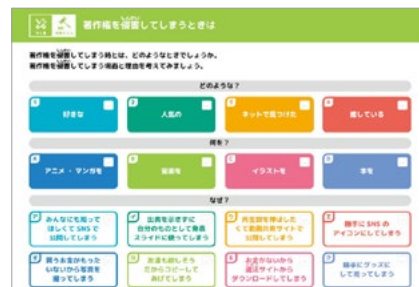 著作権を侵害してしまうときは
著作権を侵害してしまう時とは、どのようなときでしょうか。
著作権を侵害してしまう場面と理由を考えてみましょう。
どのような？
好きな
人気の
ネットで見つけた
推している
何を？
アニメ・マンガを
音楽を
イラストを
本を
なぜ？
みんなにも知って
ほしくてSNSで
公開してしまう
出典を示さずに
自分のものとして発表
スライドに使ってしまう
再生数を伸ばした
くて動画共有サイトで
公開してしまう
勝手にSNSの
アイコンにしてしまう
買うお金がもった
いないから写真を
撮ってしまう
友達も欲しそう
だからコピーして
あげてしまう
お金がないから
違法サイトから
ダウンロードしてしまう
勝手にグッズに
して売ってしまう